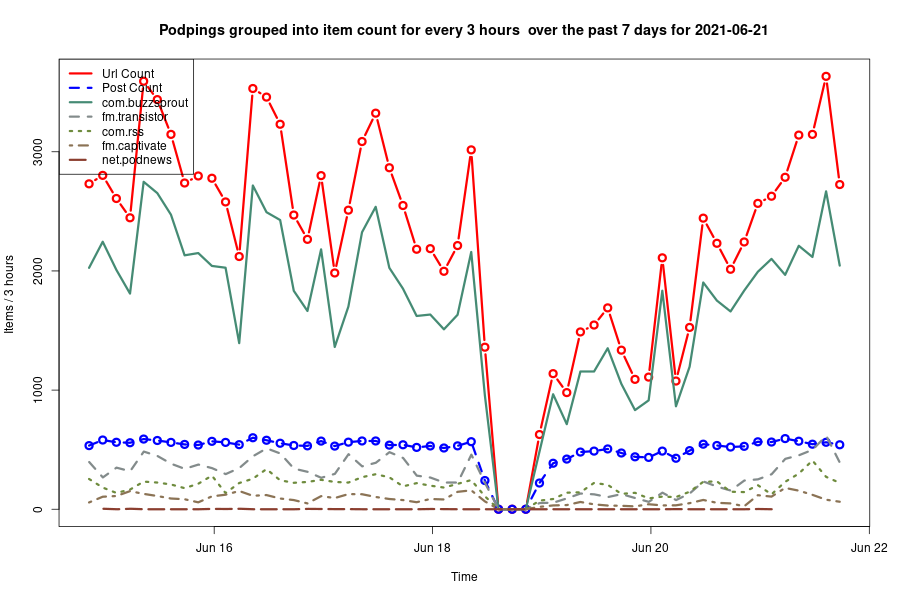 Podpings grouped into item count for every 3 hours  over the past 7 days for 2021-06-21
Url Count
Post Count
com.buzzsprout
fm.transistor
com.rss
fm.captivate
net.podnews
Items / 3 hours
3000
2000
1000
0
Jun 16
Jun 18
Jun 20
Jun 22
Time